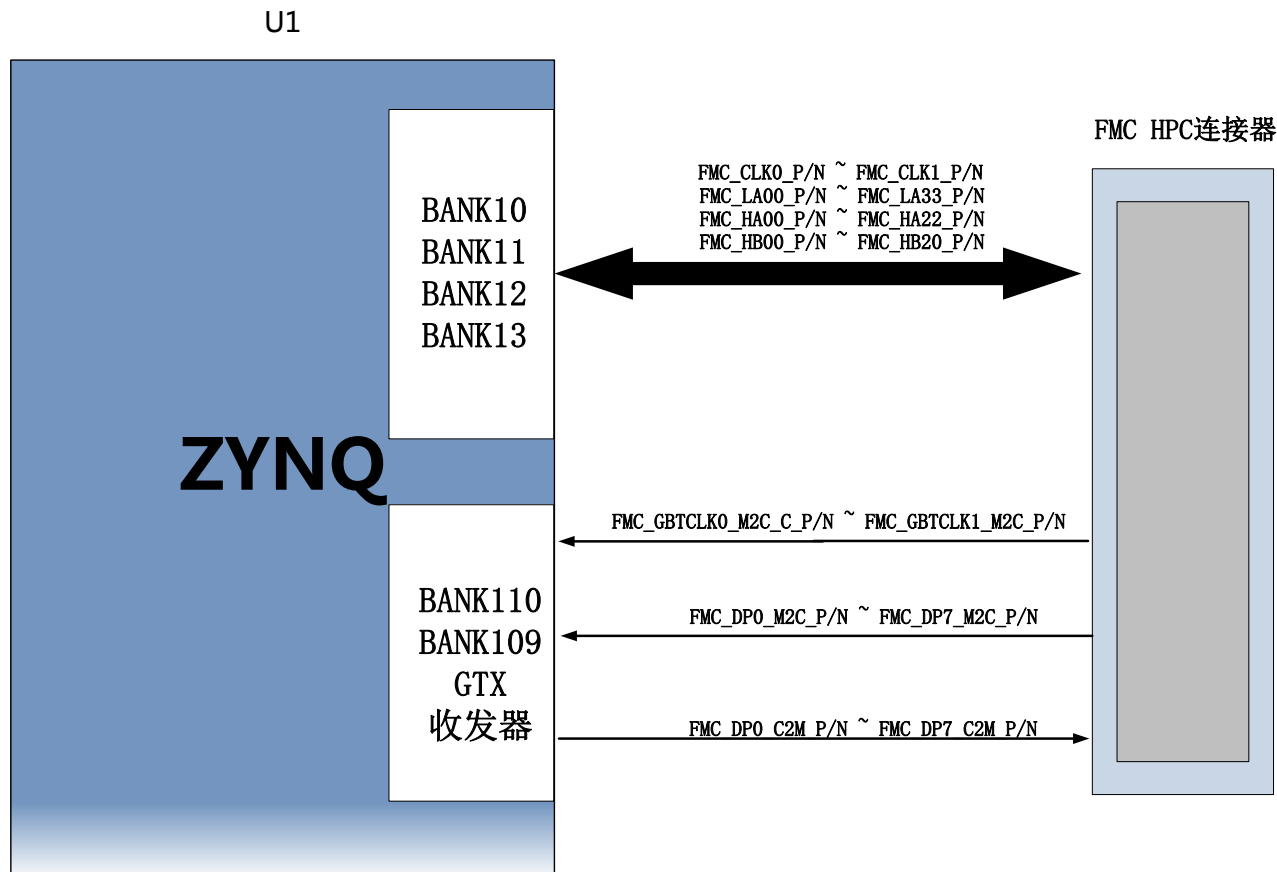 U1
FMC HPC连接器
FMC_CLK0_P/N ~ FMC_CLK1_P/N
FMC_LA00_P/N ~ FMC_LA33_P/N
FMC_HA00_P/N ~ FMC_HA22_P/N
FMC_HB00_P/N ~ FMC_HB20_P/N
BANK10
BANK11
BANK12
BANK13
ZYNQ
FMC_GBTCLK0_M2C_C_P/N ~ FMC_GBTCLK1_M2C_P/N
BANK110
BANK109
GTX
收发器
FMC_DP0_M2C_P/N ~ FMC_DP7_M2C_P/N
FMC_DP0_C2M_P/N ~ FMC_DP7_C2M_P/N